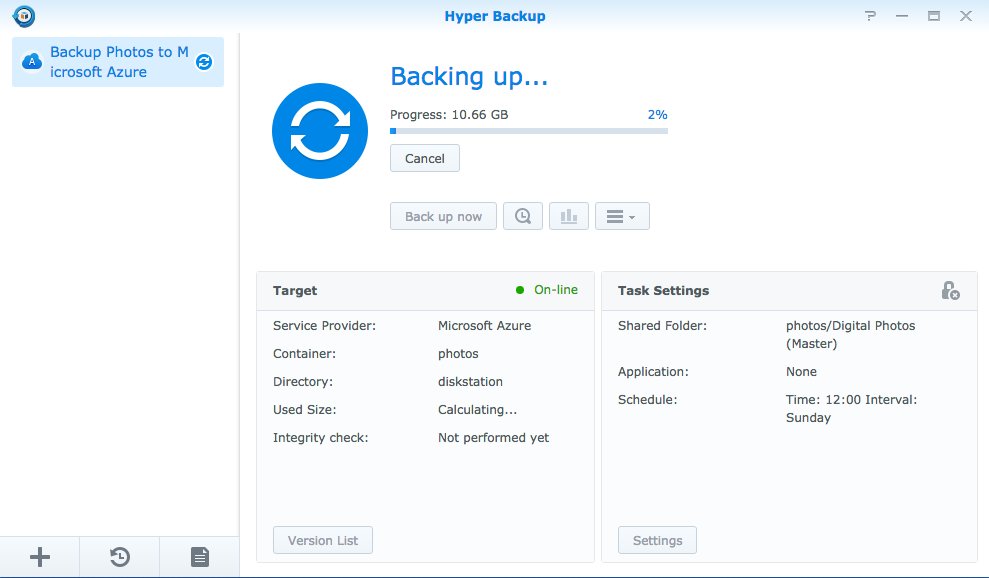 Hyper Backup
Backup Photos to M
icrosoft Azure
A
Backing up...
Progress: 10.66 GB 2%
Cancel
Back up now
Target On-line
Service Provider: Microsoft Azure
Container: photos
Directory: diskstation
Used Size: Calculating...
Integrity check: Not performed yet
Version List
Task Settings
Shared Folder: photos/Digital Photos
(Master)
Application: None
Schedule: Time: 12:00 Interval:
Sunday
Settings